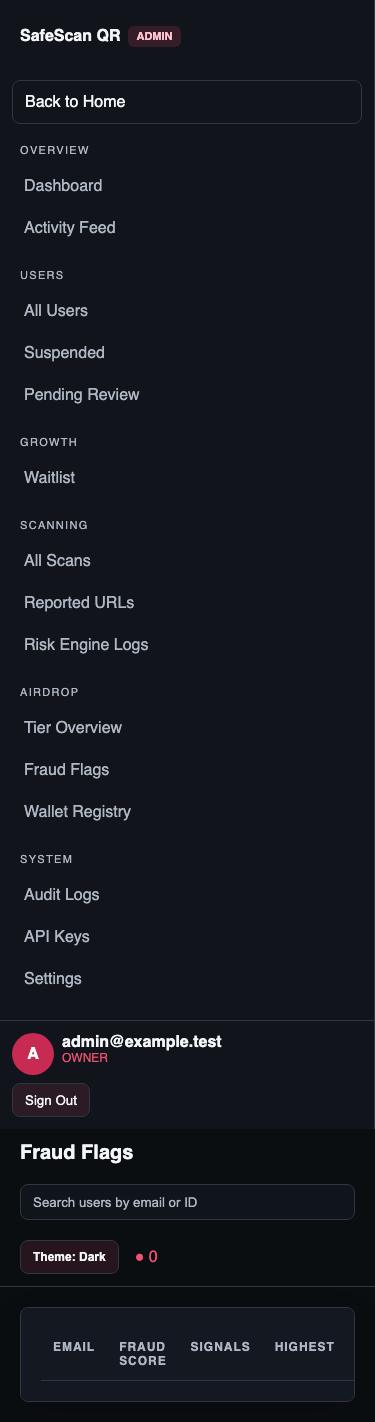 SafeScan QR ADMIN
Back to Home
OVERVIEW
Dashboard
Activity Feed
USERS
All Users
Suspended
Pending Review
GROWTH
Waitlist
SCANNING
All Scans
Reported URLs
Risk Engine Logs
AIRDROP
Tier Overview
Fraud Flags
Wallet Registry
SYSTEM
Audit Logs
API Keys
Settings
A
admin@example.test
OWNER
Sign Out
Fraud Flags
Search users by email or ID
Theme: Dark 0
EMAIL FRAUD SIGNALS HIGHEST
SCORE